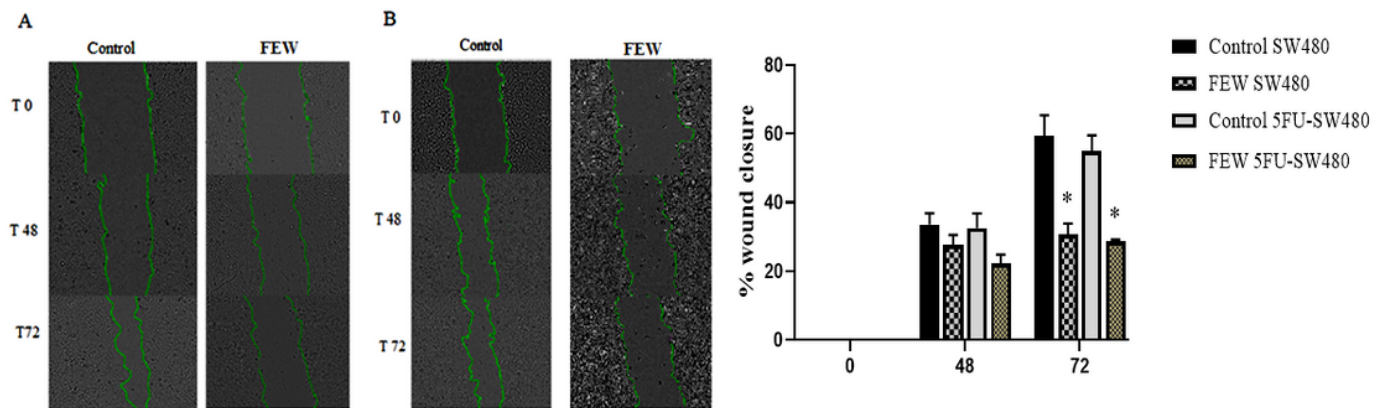 A
Control FEW
T 0
T 48
T72
B
Control FEW
T 0
T 48
T 72
% wound closure
80
60
40
20
0
* *
0 48 72
Control SW480
FEW SW480
Control 5FU-SW480
FEW 5FU-SW480